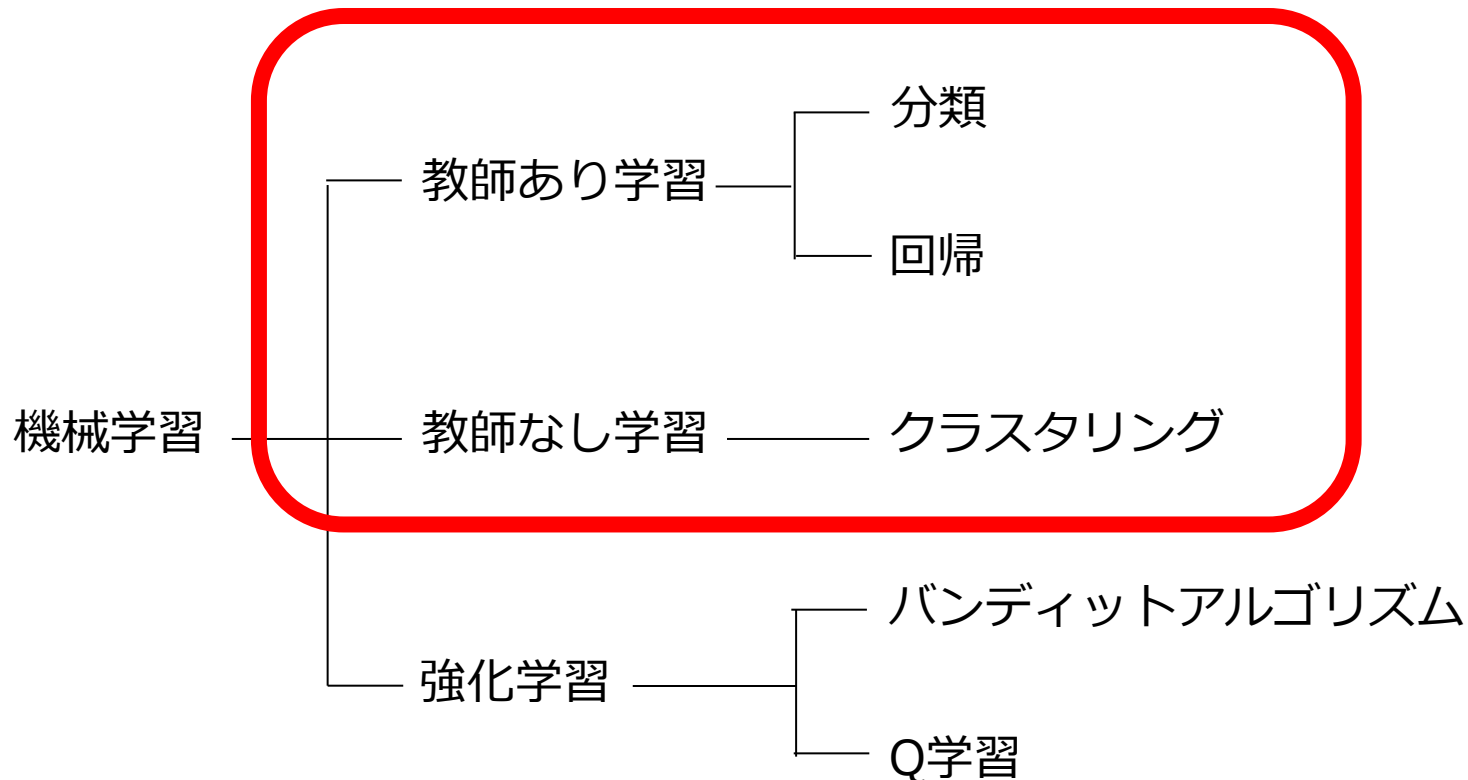 分類
教師あり学習
回帰
機械学習
教師なし学習
クラスタリング
バンディットアルゴリズム
強化学習
Q学習